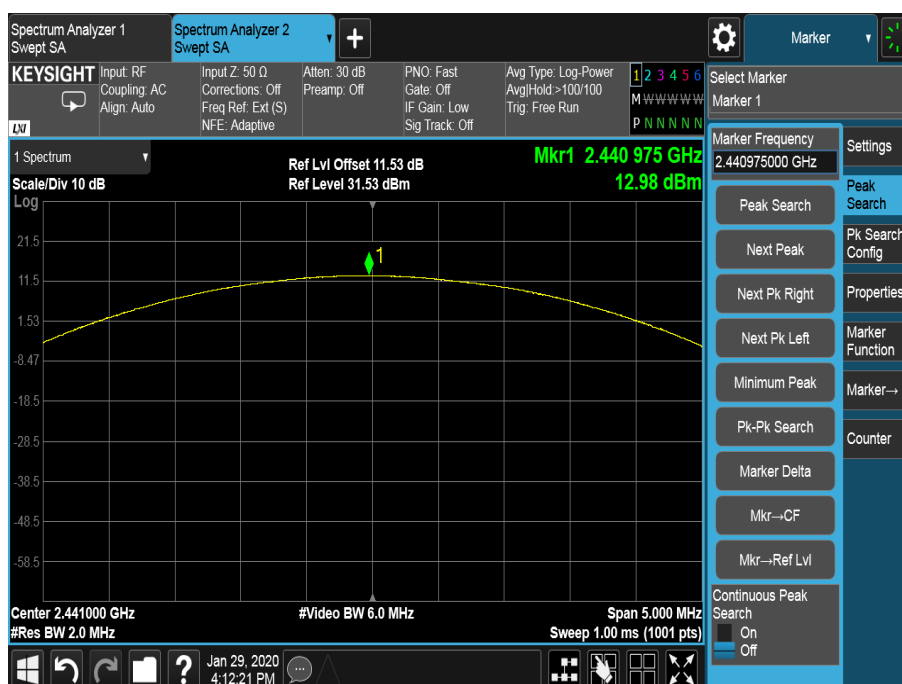 Spectrum Analyzer 1
Swept SA
Spectrum Analyzer 2
Swept SA
Marker
KEYSIGHT
LXI
Input: RF
Coupling: AC
Align: Auto
Input Z: 50 Ω
Corrections: Off
Freq Ref: Ext (S)
NFE: Adaptive
Atten: 30 dB
Preamp: Off
PNO: Fast
Gate: Off
IF Gain: Low
Sig Track: Off
Avg Type: Log-Power
Avg|Hold:>100/100
Trig: Free Run
1 2 3 4 5 6
M W W W W W
P N N N N N
Select Marker
Marker 1
1 Spectrum
Scale/Div 10 dB
Log
Ref Lvl Offset 11.53 dB
Ref Level 31.53 dBm
Mkr1 2.440 975 GHz
12.98 dBm
1
21.5
11.5
1.53
-8.47
-18.5
-28.5
-38.5
-48.5
-58.5
Center 2.441000 GHz
#Res BW 2.0 MHz
#Video BW 6.0 MHz
Span 5.000 MHz
Sweep 1.00 ms (1001 pts)
Marker Frequency
2.440975000 GHz
Peak Search
Next Peak
Next Pk Right
Next Pk Left
Minimum Peak
Pk-Pk Search
Marker Delta
Mkr→CF
Mkr→Ref Lvl
Continuous Peak
Search
On
Off
Settings
Peak
Search
Pk Search
Config
Properties
Marker
Function
Marker→
Counter
?
Jan 29, 2020
4:12:21 PM